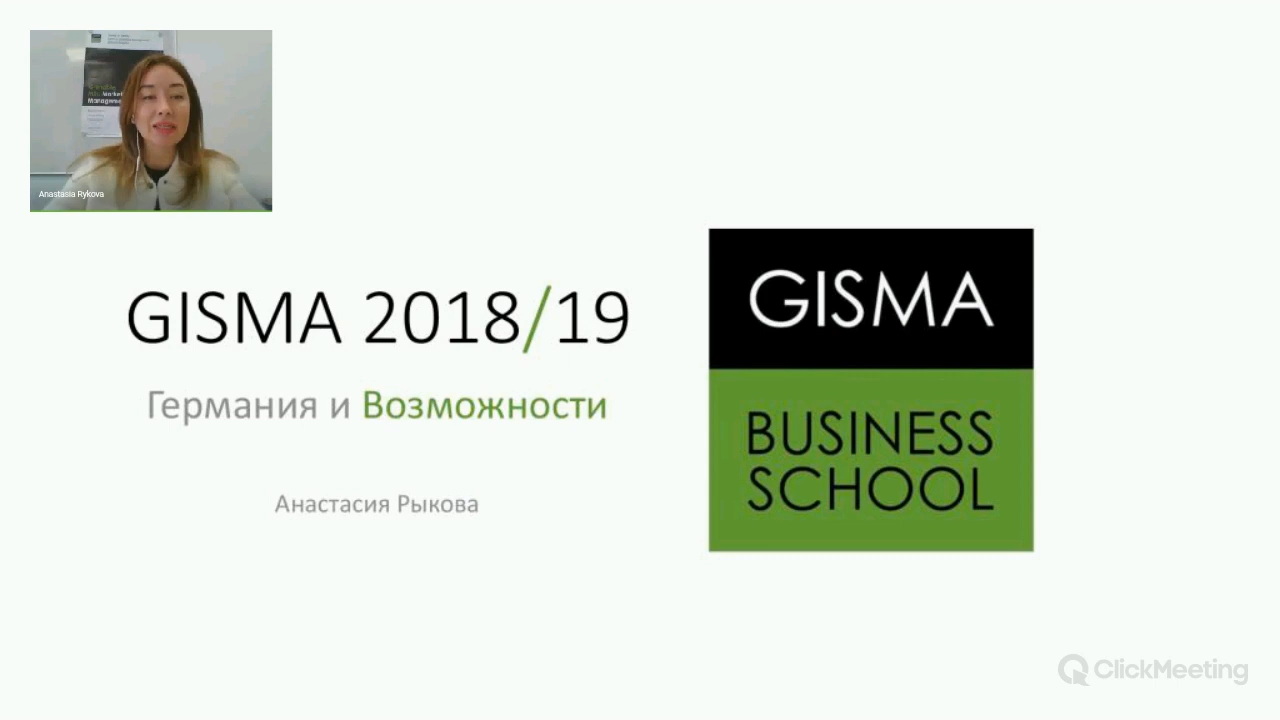 Anastasia Rykova
GISMA 2018/19
Германия и Возможности
Анастасия Рыкова
GISMA
BUSINESS
SCHOOL
ClickMeeting